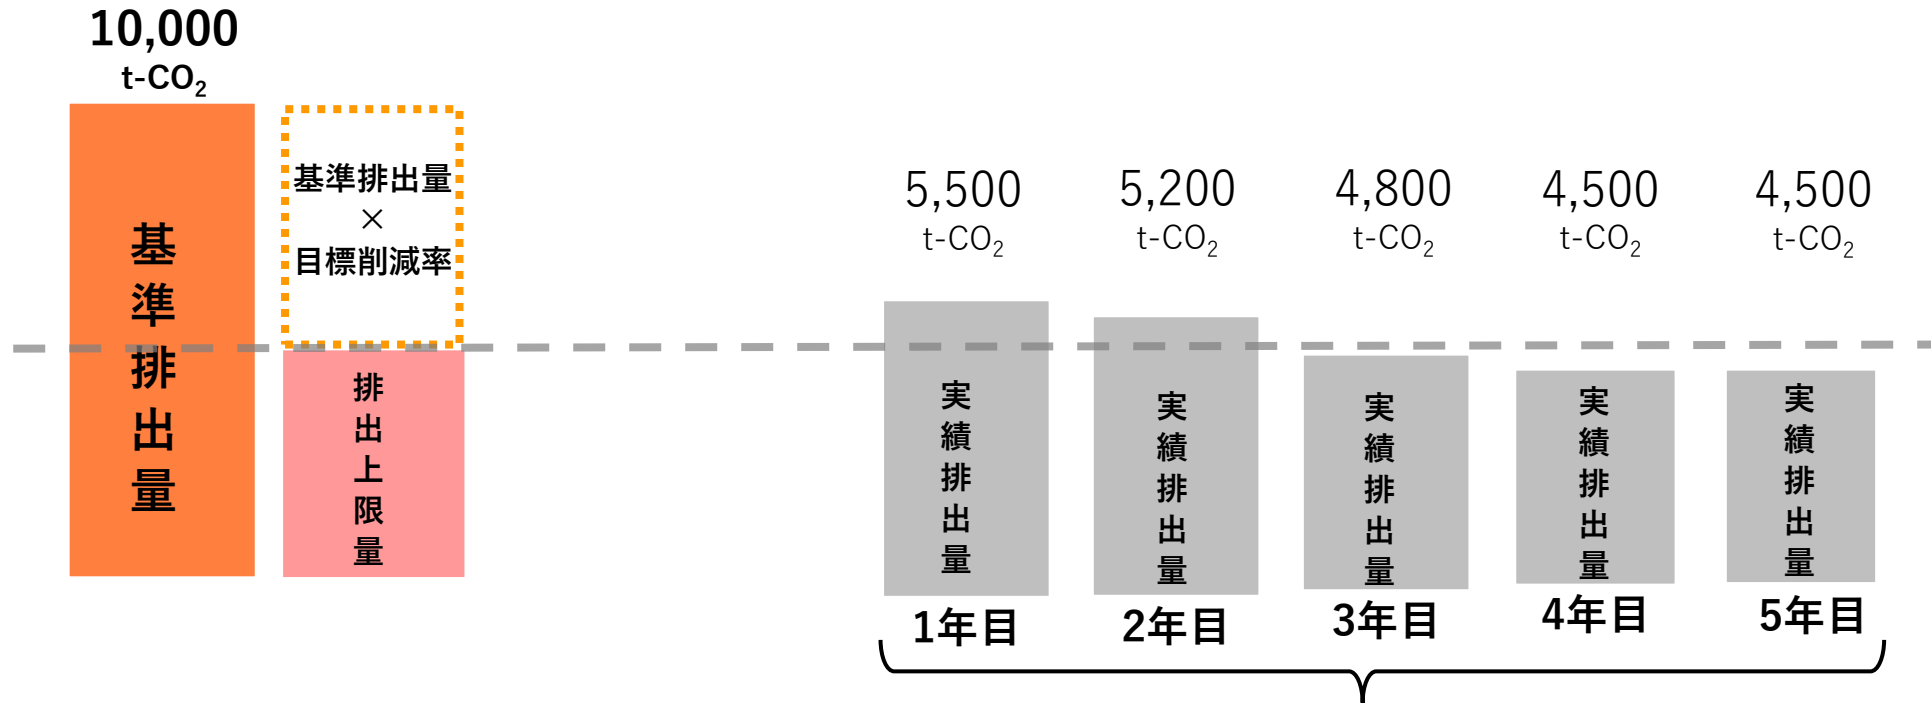 10,000
t-CO₂
基準排出量
基準排出量
×
目標削減率
排出上限量
5,500
t-CO₂
実績排出量
1年目
5,200
t-CO₂
実績排出量
2年目
4,800
t-CO₂
実績排出量
3年目
4,500
t-CO₂
実績排出量
4年目
4,500
t-CO₂
実績排出量
5年目